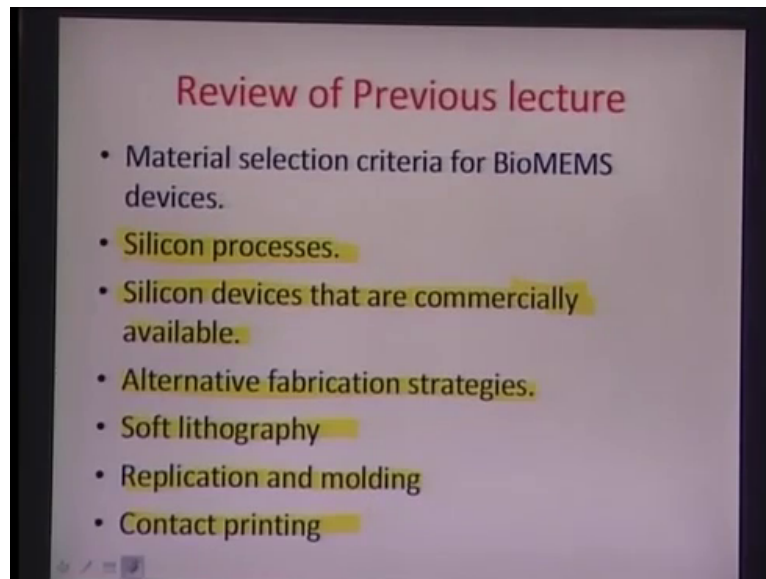 Review of Previous lecture
• Material selection criteria for BioMEMS
devices.
• Silicon processes.
• Silicon devices that are commercially
available.
• Alternative fabrication strategies.
• Soft lithography
• Replication and molding
• Contact printing